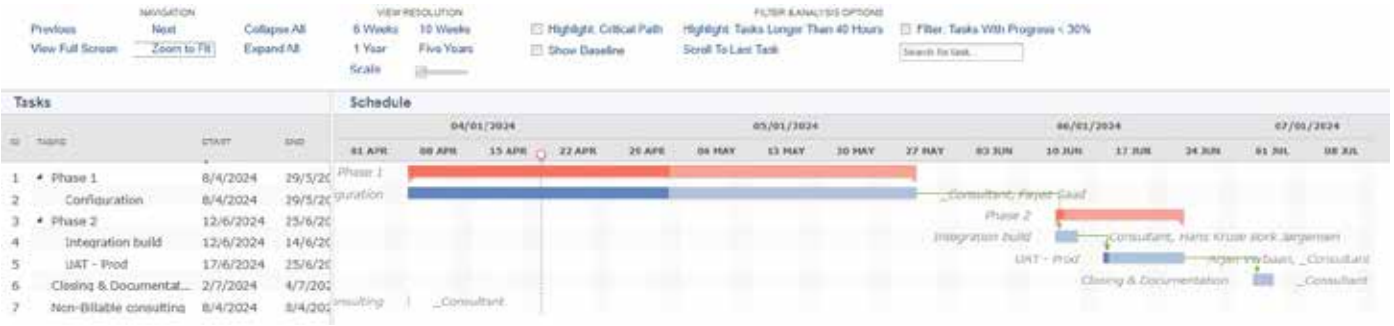 NAVIGATION VIEW RESOLUTION FILTER & ANALYSIS OPTIONS
Previous Next Collapse All 6 Weeks 10 Weeks Highlight: Critical Path Highlight: Tasks Longer Than 40 Hours Filter: Tasks With Progress < 30%
View Full Screen Zoom to Fit Expand All 1 Year Five Years Show Baseline Scroll To Last Task Search for task...
Scale
Tasks Schedule
04/01/2024 05/01/2024 06/01/2024 07/01/2024
ID TASKS START END 01 APR 08 APR 15 APR 22 APR 29 APR 06 MAY 13 MAY 20 MAY 27 MAY 03 JUN 10 JUN 17 JUN 24 JUN 01 JUL 08 JUL
1 Phase 1 8/4/2024 29/5/20 Phase 1
2 Configuration 8/4/2024 29/5/20 guration _Consultant, Saad
3 Phase 2 12/6/2024 25/6/20 Phase 2
4 Integration build 12/6/2024 14/6/20 Integration build Consultant, Hans Kruse Bork Jørgensen
5 UAT - Prod 17/6/2024 25/6/20 UAT - Prod _Consultant
6 Closing & Documentat... 2/7/2024 4/7/202 Closing & Documentation _Consultant
7 Non-Billable consulting 8/4/2024 8/4/202 onsulting _Consultant